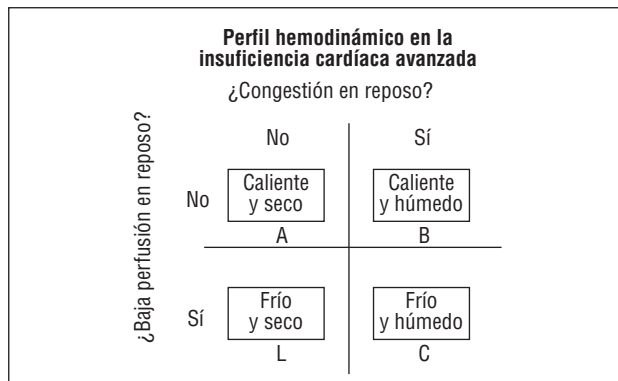 Perfil hemodinámico en la
insuficiencia cardíaca avanzada
¿Congestión en reposo?
No Sí
¿Baja perfusión en reposo?
No
Caliente
y seco
A
Caliente
y húmedo
B
Sí
Frío
y seco
L
Frío
y húmedo
C